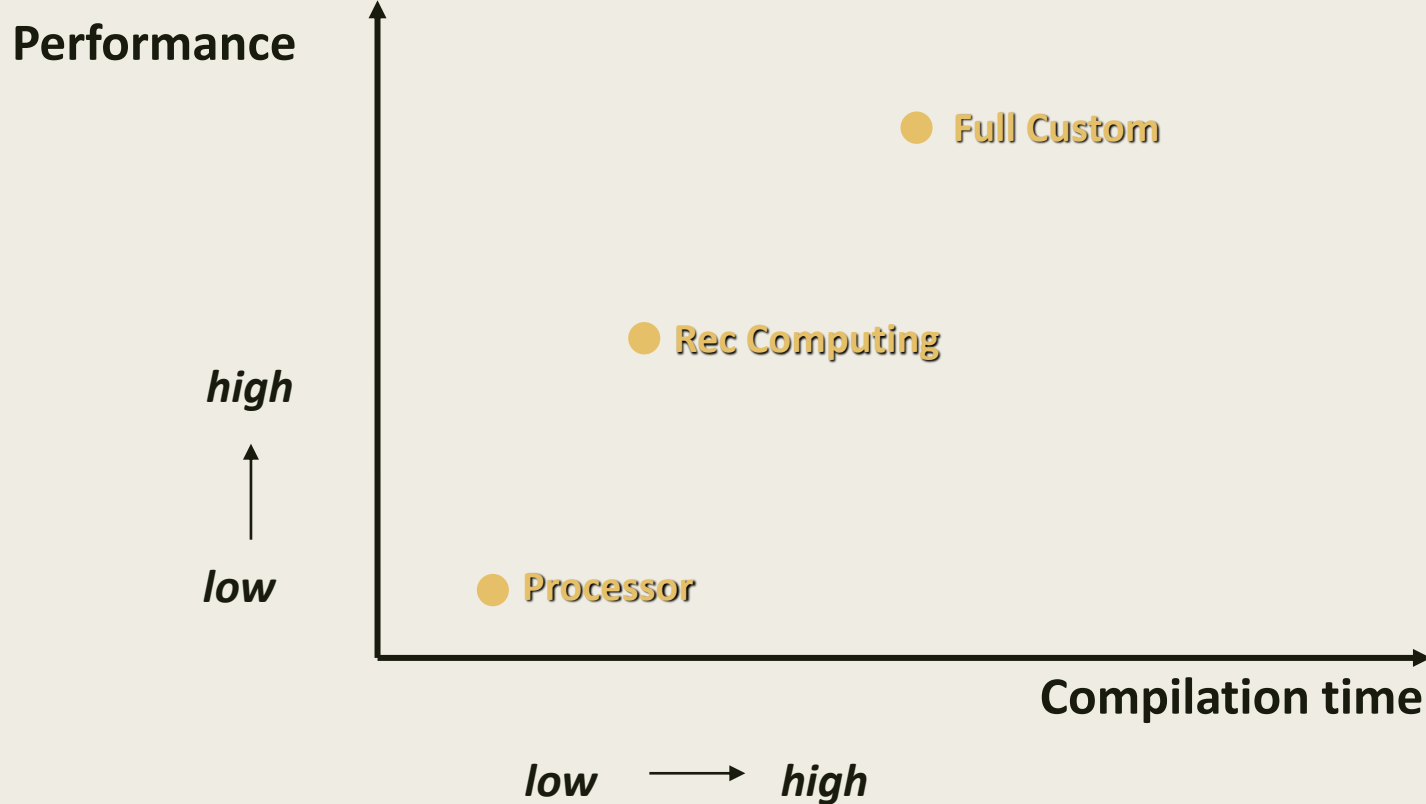 Performance
Full Custom
Rec Computing
high
low
Processor
Compilation time
low high